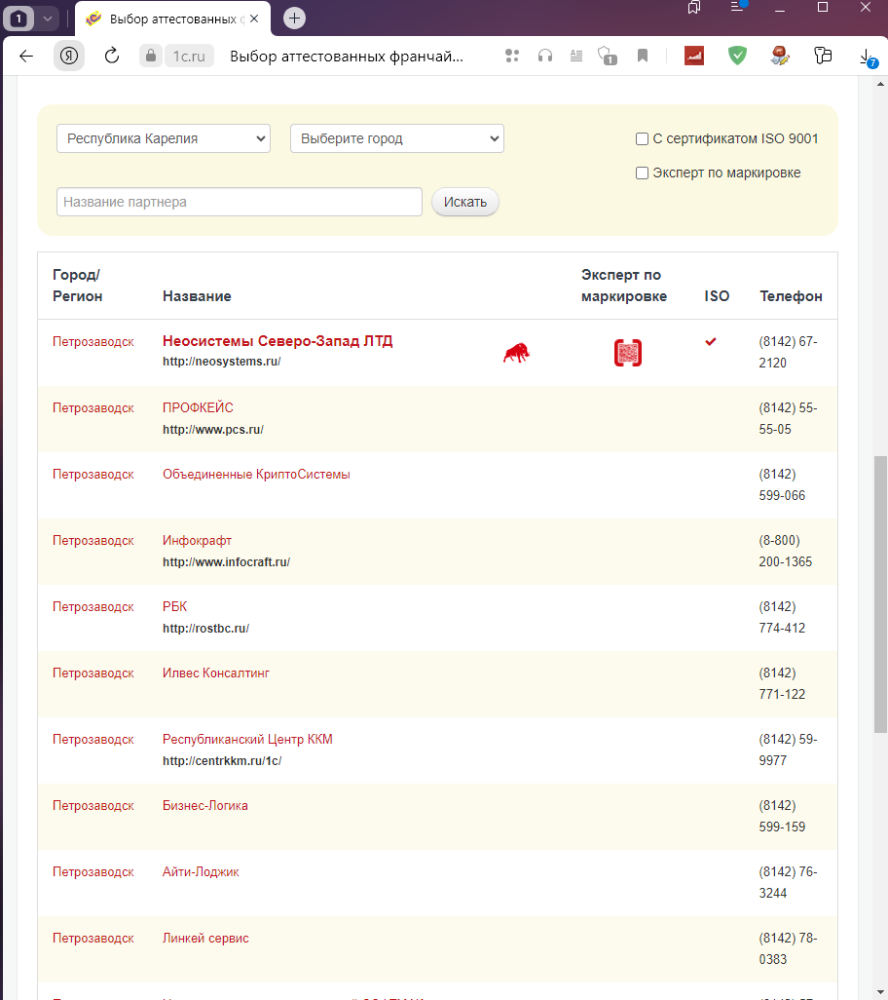 1
Выбор аттестованных ф
Я
1c.ru
Выбор аттестованных франчай...
1
7
Республика Карелия
Выберите город
С сертификатом ISO 9001
Эксперт по маркировке
Название партнера
Искать
Город/
Регион
Название
Эксперт по
маркировке
ISO
Телефон
Петрозаводск
Неосистемы Северо-Запад ЛТД
http://neosystems.ru/
(8142) 67-
2120
Петрозаводск
ПРОФКЕЙС
http://www.pcs.ru/
(8142) 55-
55-05
Петрозаводск
Объединенные КриптоСистемы
(8142)
599-066
Петрозаводск
Инфокрафт
http://www.infocraft.ru/
(8-800)
200-1365
Петрозаводск
РБК
http://rostbc.ru/
(8142)
774-412
Петрозаводск
Илвес Консалтинг
(8142)
771-122
Петрозаводск
Республиканский Центр ККМ
http://centrkkm.ru/1c/
(8142) 59-
9977
Петрозаводск
Бизнес-Логика
(8142)
599-159
Петрозаводск
Айти-Лоджик
(8142) 76-
3244
Петрозаводск
Линкей сервис
(8142) 78-
0383